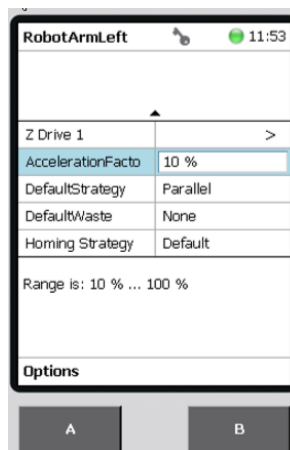 RobotArmLeft 11:53
Z Drive 1 >
AccelerationFacto 10 %
DefaultStrategy Parallel
DefaultWaste None
Homing Strategy Default
Range is: 10 % ... 100 %
Options
A B